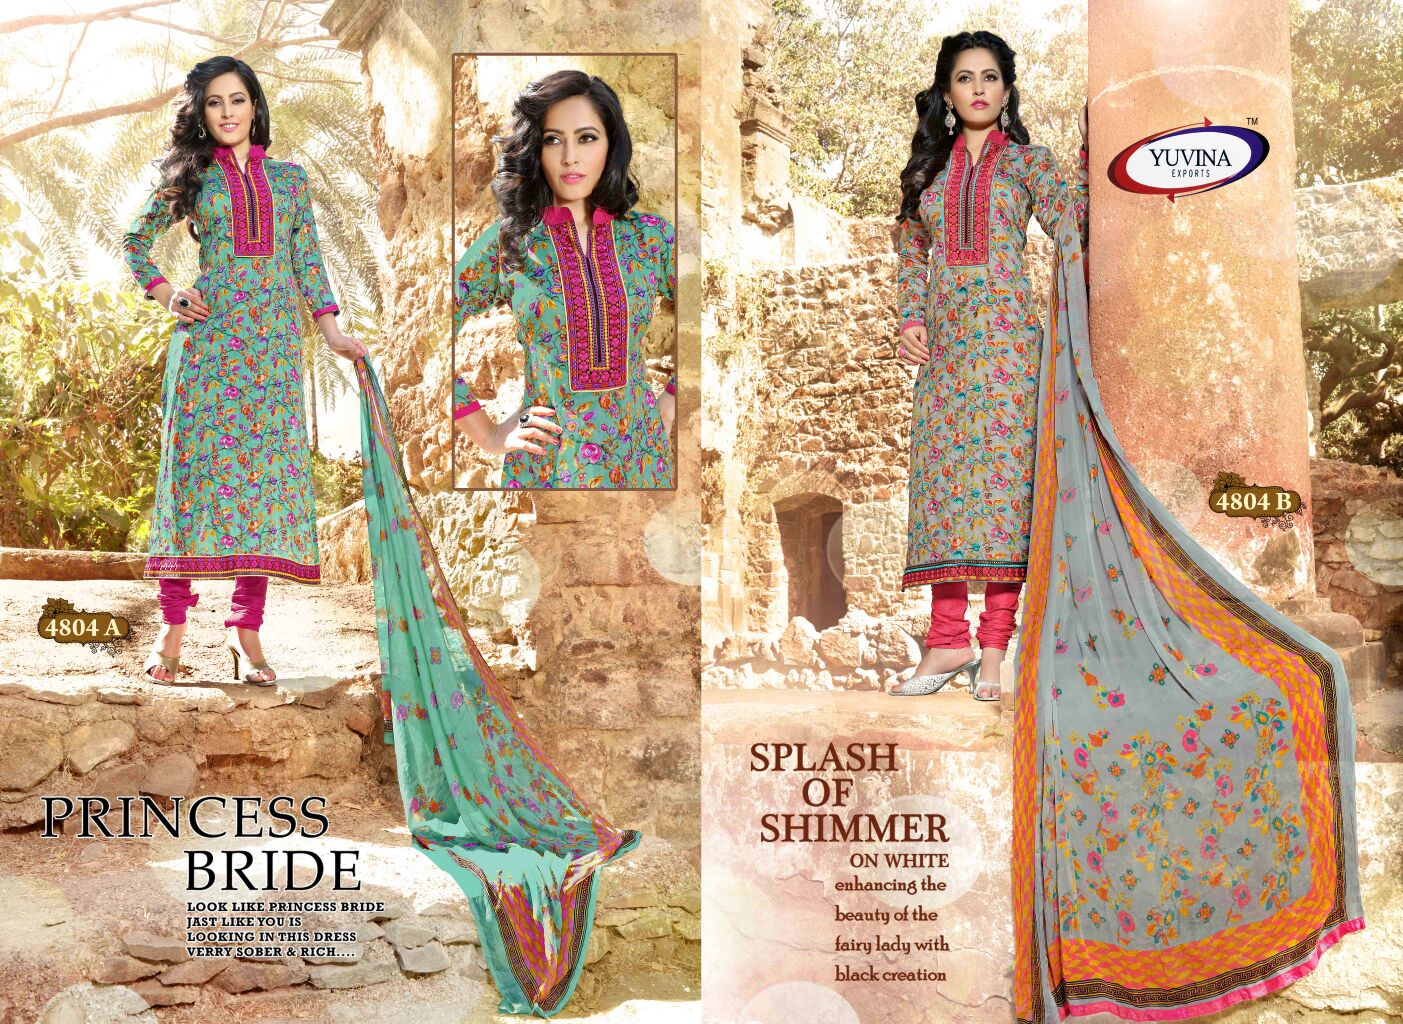 4804 A
PRINCESS
BRIDE
LOOK LIKE PRINCESS BRIDE
JAST LIKE YOU IS
LOOKING IN THIS DRESS
VERRY SOBER & RICH....
TM
YUVINA
EXPORTS
4804 B
SPLASH
OF
SHIMMER
ON WHITE
enhancing the
beauty of the
fairy lady with
black creation